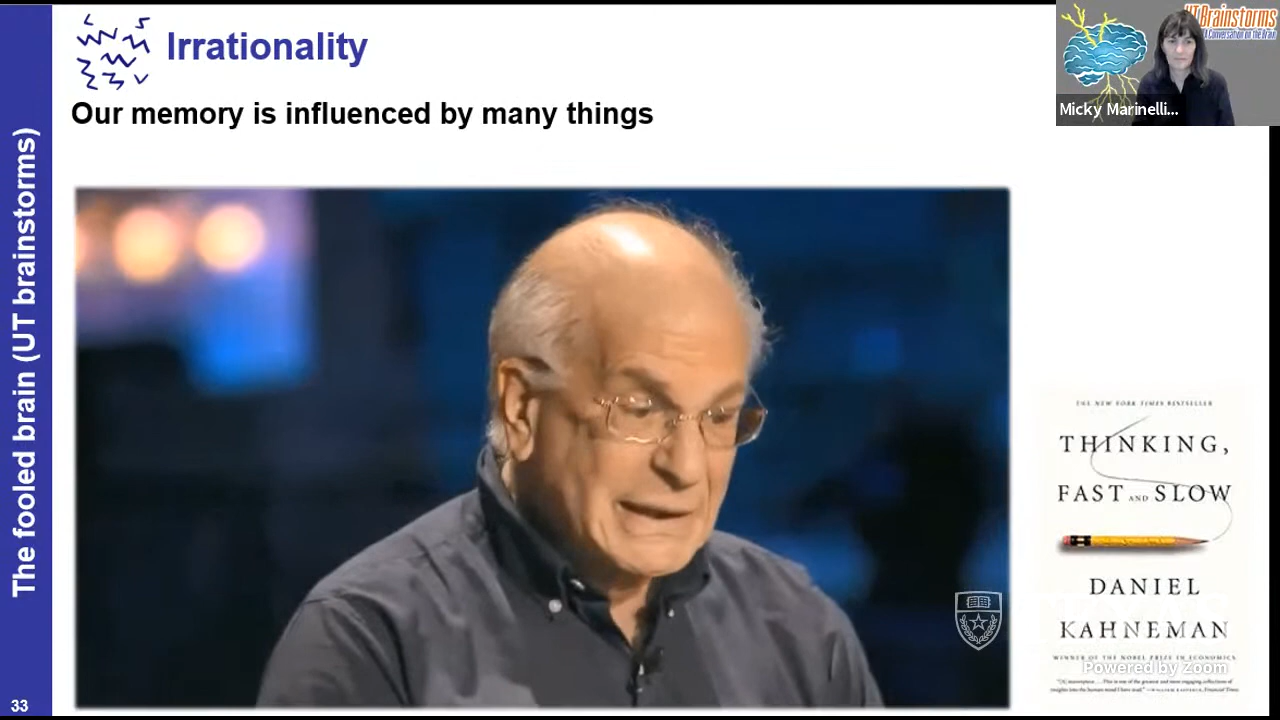 Irrationality
Our memory is influenced by many things
The fooled brain (UT brainstorms)
33
UT Brainstorms
A Conversation on the Brain
Micky Marinelli...
THE NEW YORK TIMES BESTSELLER
THINKING,
FAST AND SLOW
DANIEL
KAHNEMAN
WINNER OF THE NOBEL PRIZE IN ECONOMICS
Powered by Zoom